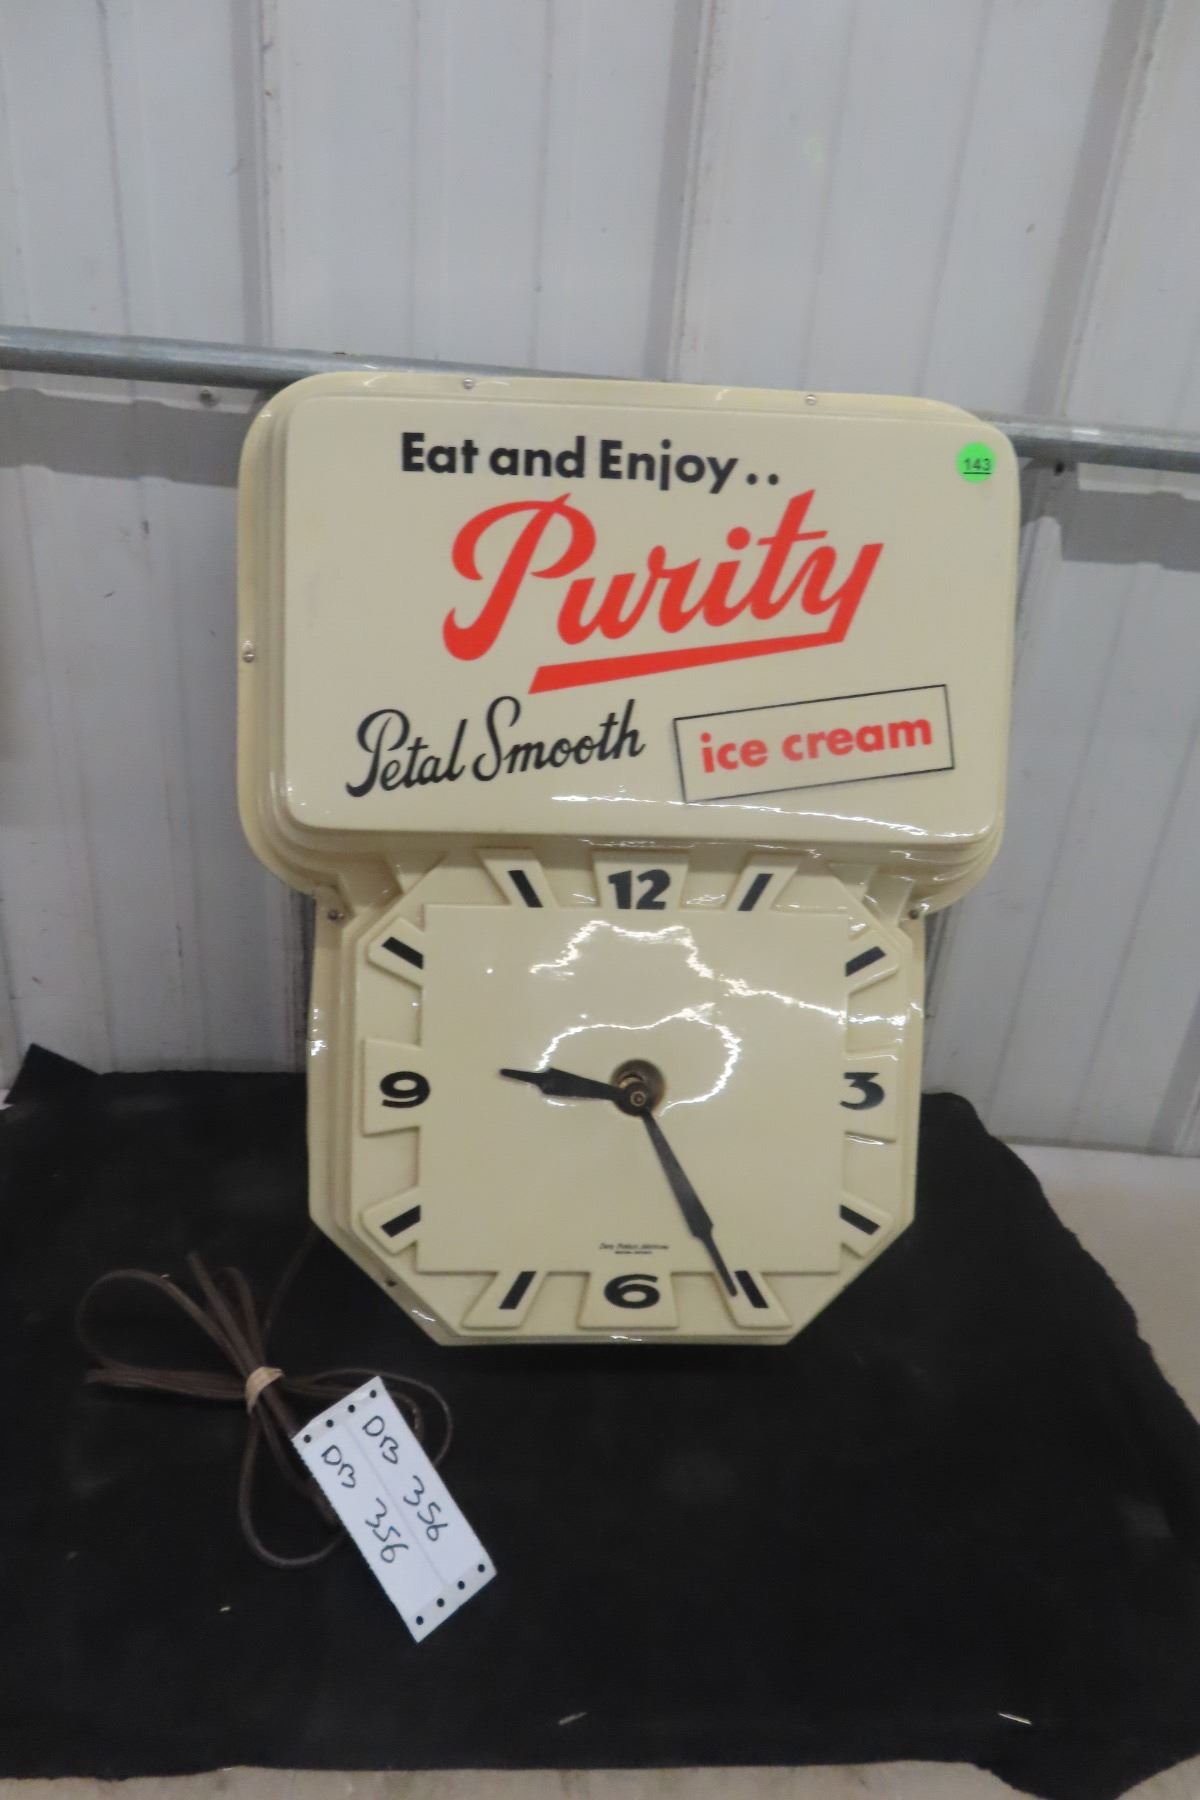 Eat and Enjoy..
143
Purity
Petal Smooth
ice cream
12
9
3
6
DB 356
DB 356